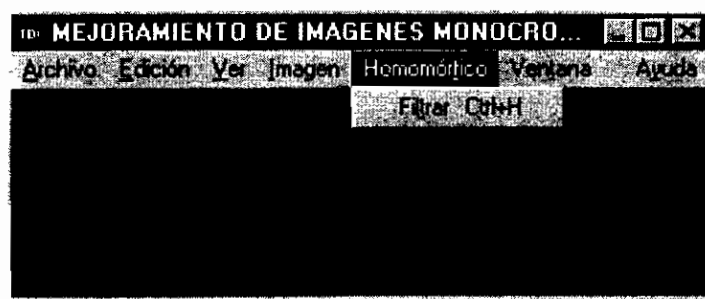 MEJORAMIENTO DE IMAGENES MONOCRO...
Archivo Edición Ver Imagen Homomórfico Ventana Ayuda
Filtrar Ctrl+H